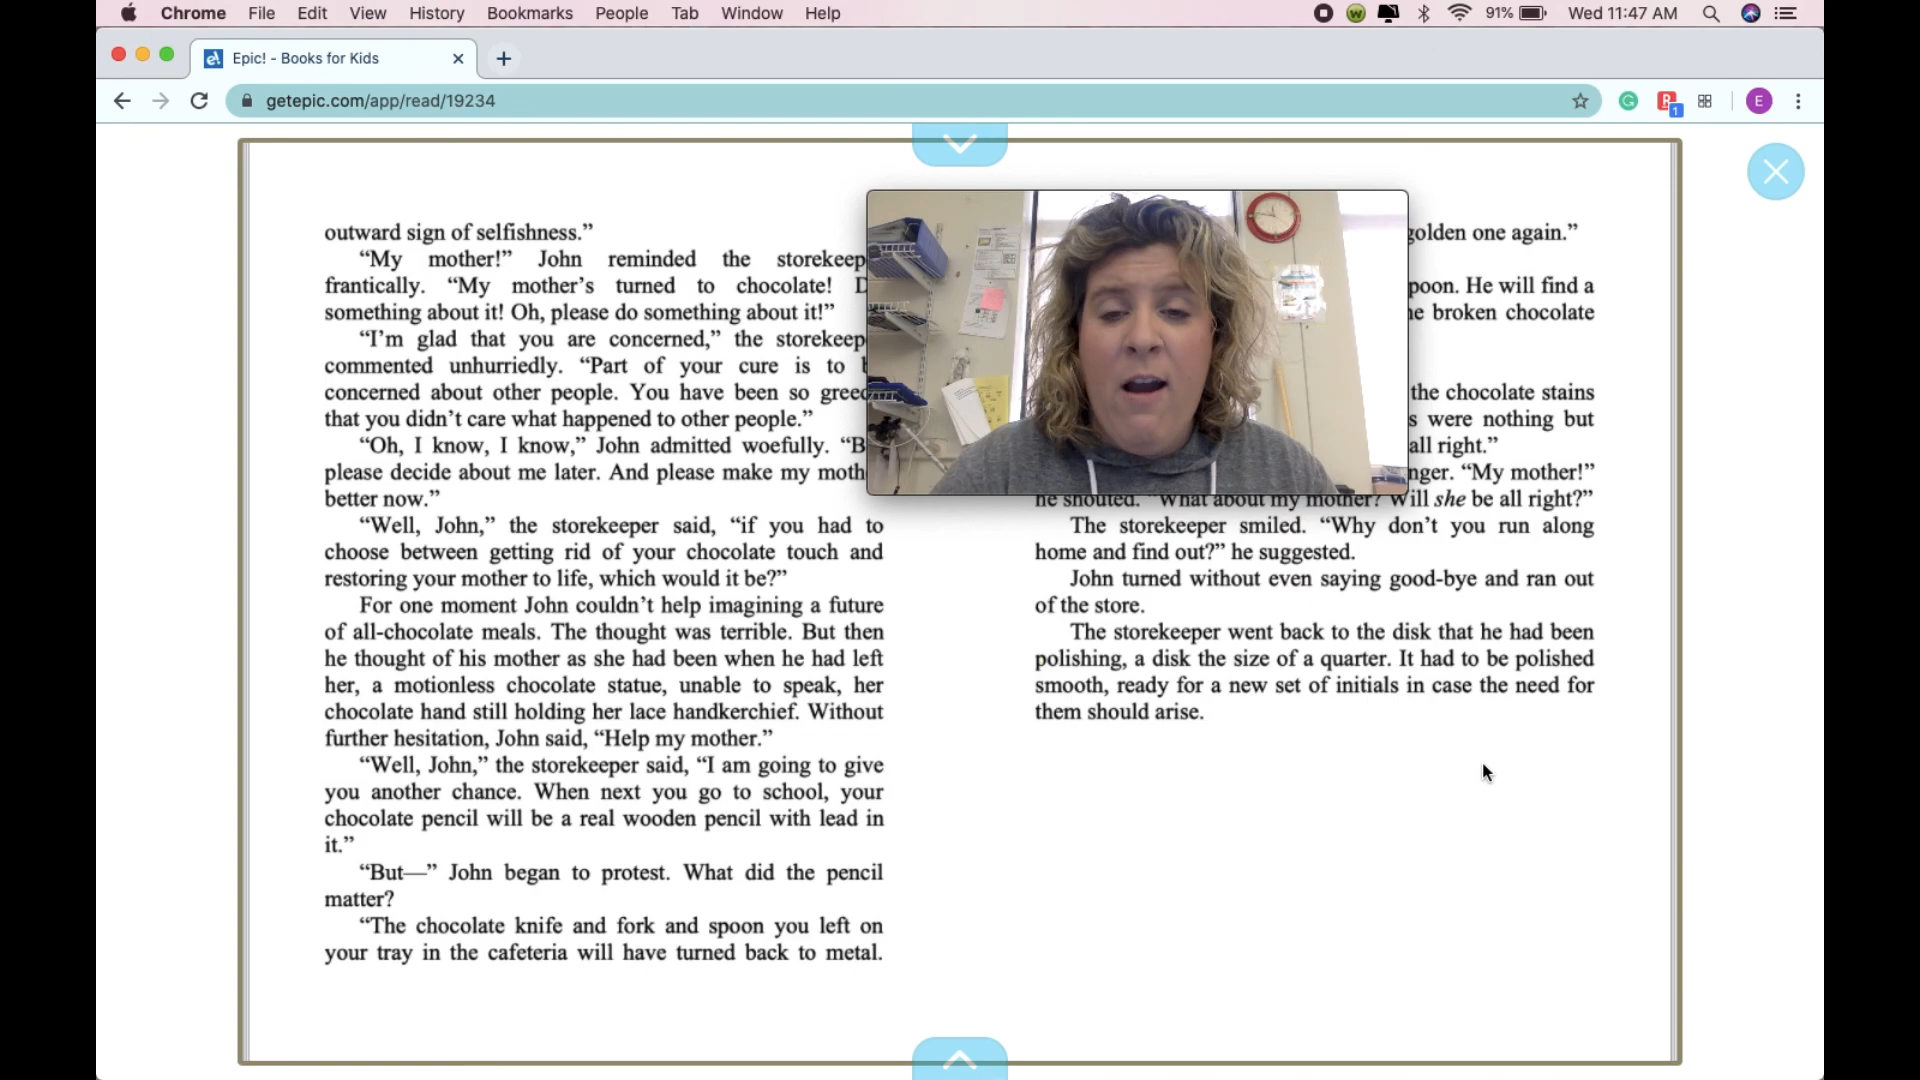 Chrome File Edit View History Bookmarks People Tab Window Help 91% Wed 11:47 AM
Epic! - Books for Kids
getepic.com/app/read/19234
E
1
outward sign of selfishness.”
“My mother!” John reminded the
frantically. “My mother’s turned to chocolate!
something about it! Oh, please do something about it!”
“I’m glad that you are concerned,” the
commented unhurriedly. “Part of your cure is to
concerned about other people. You have been so
that you didn’t care what happened to other people.”
“Oh, I know, I know,” John admitted woefully.
please decide about me later. And please make my
better now.”
“Well, John,” the storekeeper said, “if you had to
choose between getting rid of your chocolate touch and
restoring your mother to life, which would it be?”
For one moment John couldn’t help imagining a future
of all-chocolate meals. The thought was terrible. But then
he thought of his mother as she had been when he had left
her, a motionless chocolate statue, unable to speak, her
chocolate hand still holding her lace handkerchief. Without
further hesitation, John said, “Help my mother.”
“Well, John,” the storekeeper said, “I am going to give
you another chance. When next you go to school, your
chocolate pencil will be a real wooden pencil with lead in
it.”
“But—” John began to protest. What did the pencil
matter?
“The chocolate knife and fork and spoon you left on
your tray in the cafeteria will have turned back to metal.
golden one again.”
He will find a
broken chocolate
the chocolate stains
were nothing but
all right.”
“My mother!”
he shouted. “What about my mother? Will she be all right?”
The storekeeper smiled. “Why don’t you run along
home and find out?” he suggested.
John turned without even saying good-bye and ran out
of the store.
The storekeeper went back to the disk that he had been
polishing, a disk the size of a quarter. It had to be polished
smooth, ready for a new set of initials in case the need for
them should arise.